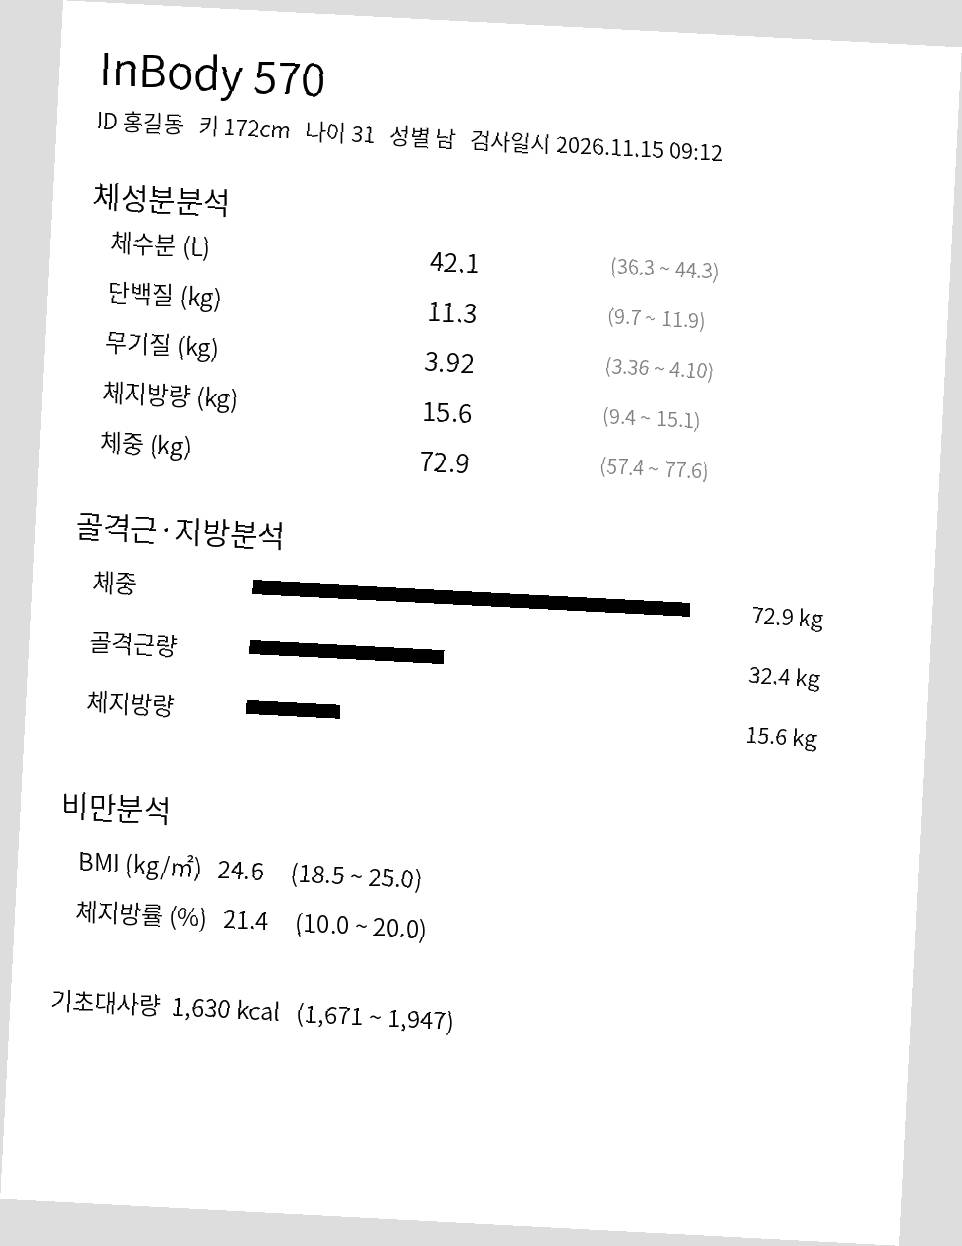 InBody 570
ID 홍길동 키 172cm 나이 31 성별 남 검사일시 2026.11.15 09:12
체성분분석
체수분 (L) 42.1 (36.3 ~ 44.3)
단백질 (kg) 11.3 (9.7 ~ 11.9)
무기질 (kg) 3.92 (3.36 ~ 4.10)
체지방량 (kg) 15.6 (9.4 ~ 15.1)
체중 (kg) 72.9 (57.4 ~ 77.6)
골격근·지방분석
체중 72.9 kg
골격근량 32.4 kg
체지방량 15.6 kg
비만분석
BMI (kg/㎡) 24.6 (18.5 ~ 25.0)
체지방률 (%) 21.4 (10.0 ~ 20.0)
기초대사량 1,630 kcal (1,671 ~ 1,947)